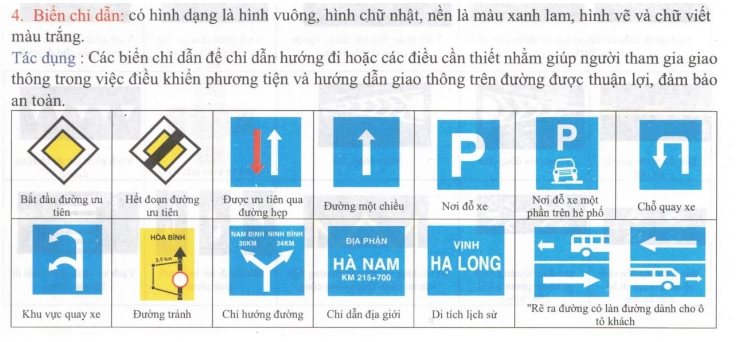 4. Biển chỉ dẫn: có hình dạng là hình vuông, hình chữ nhật, nền là màu xanh lam, hình vẽ và chữ viết
màu trắng.
Tác dụng : Các biển chỉ dẫn để chỉ dẫn hướng đi hoặc các điều cần thiết nhằm giúp người tham gia giao
thông trong việc điều khiển phương tiện và hướng dẫn giao thông trên đường được thuận lợi, đảm bảo
an toàn.
P
P
Bắt đầu đường ưu
tiên
Hết đoạn đường
ưu tiên
Được ưu tiên qua
đường hẹp
Đường một chiều
Nơi đỗ xe
Nơi đỗ xe một
phần trên hè phố
Chỗ quay xe
HÒA BÌNH
3,5 km
NAM ĐỊNH NINH BÌNH
30KM 34KM
ĐỊA PHẬN
HÀ NAM
KM 215+700
VỊNH
HẠ LONG
Khu vực quay xe
Đường tránh
Chỉ hướng đường
Chỉ dẫn địa giới
Di tích lịch sử
"Rẽ ra đường có làn đường dành cho ô
tô khách